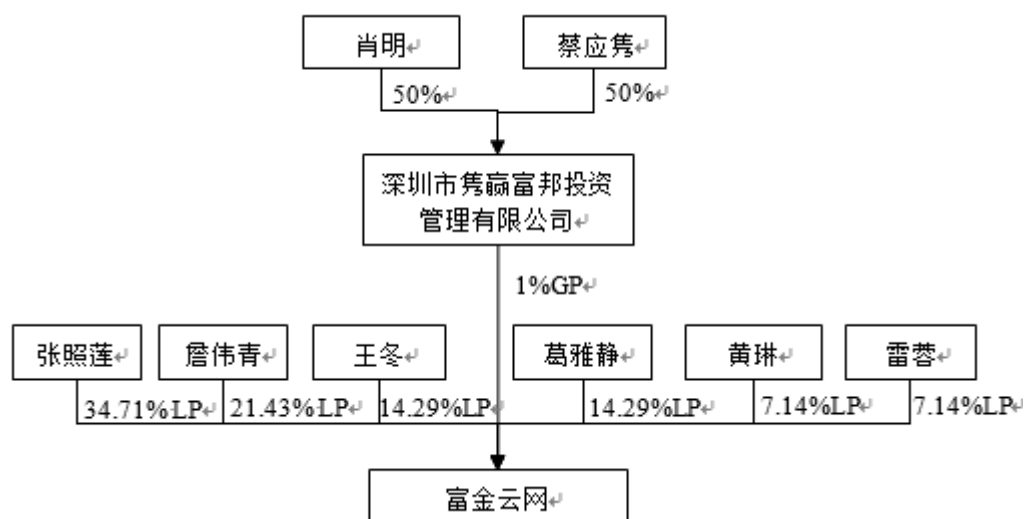 肖明
蔡应隽
50%
50%
深圳市隽赢富邦投资
管理有限公司
1%GP
张照莲
詹伟青
王冬
葛雅静
黄琳
雷蓉
34.71%LP
21.43%LP
14.29%LP
14.29%LP
7.14%LP
7.14%LP
富金云网